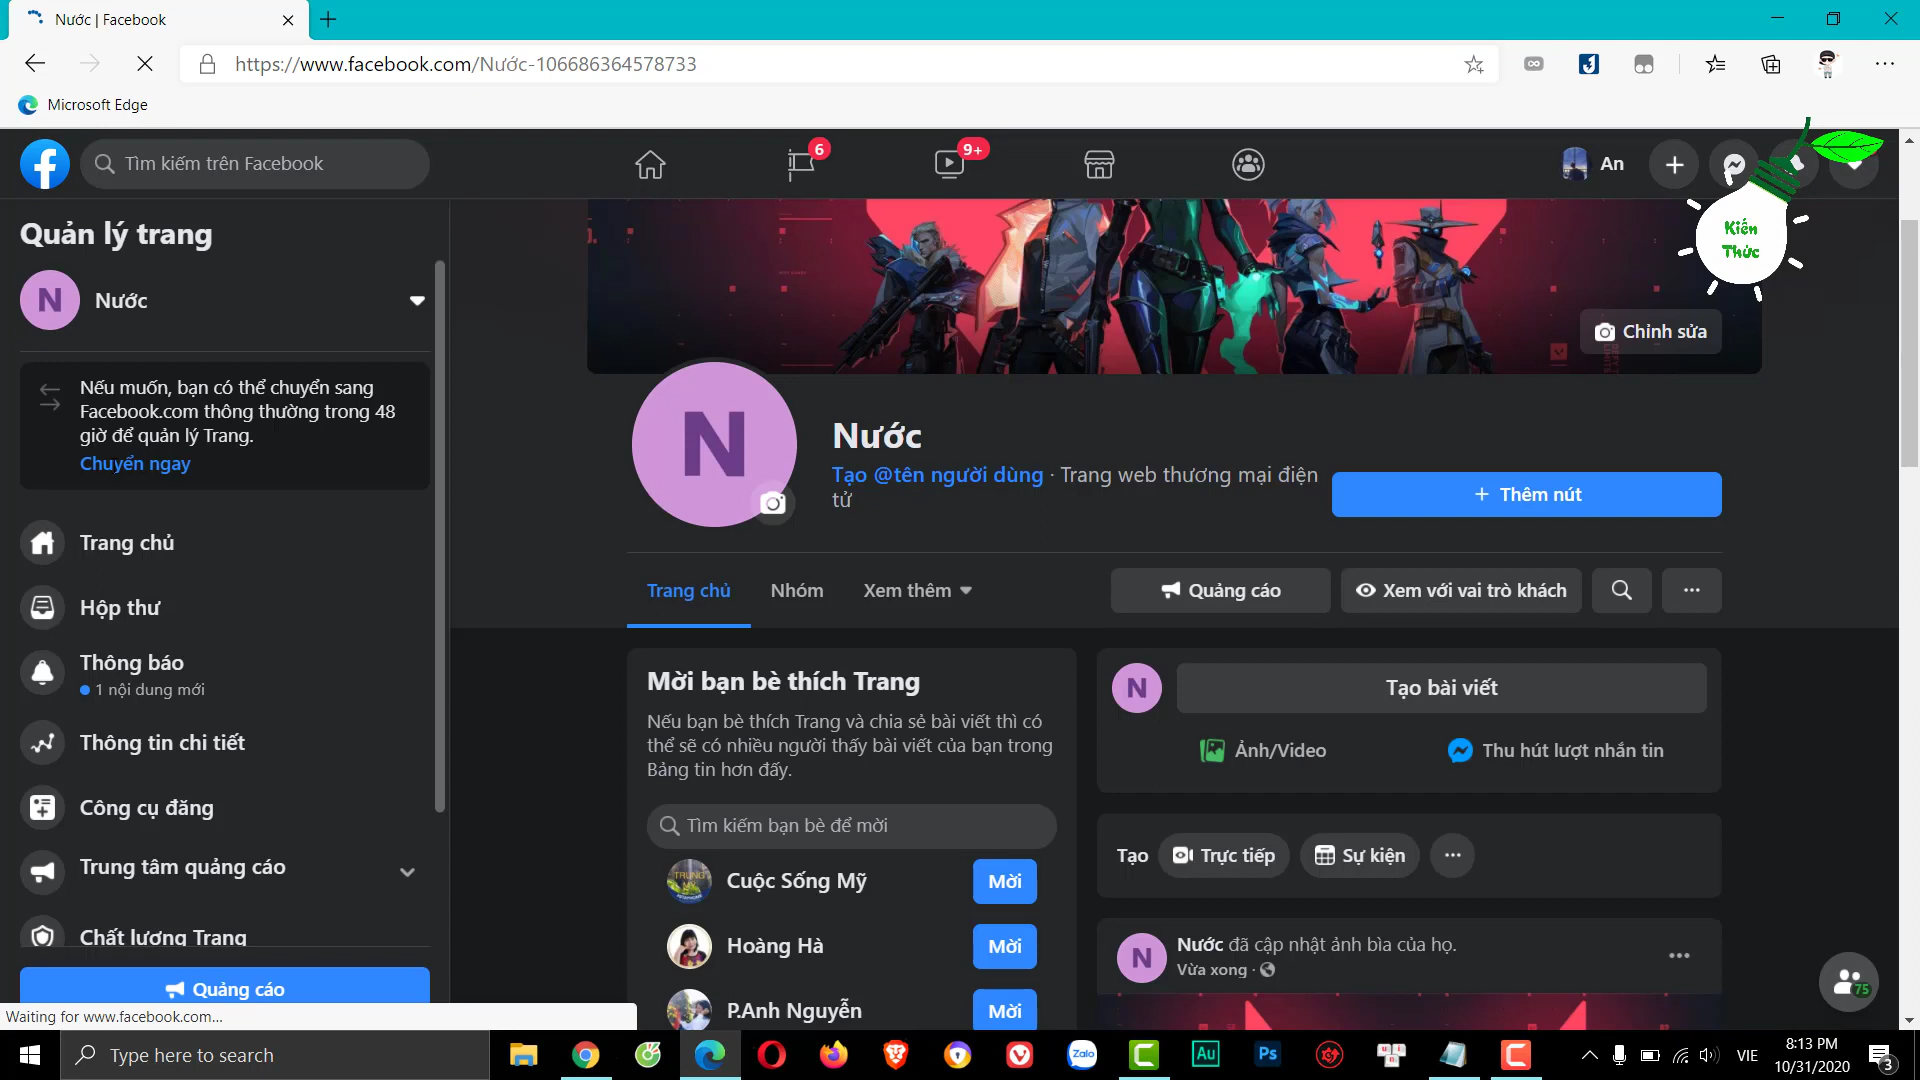 Nước | Facebook
https://www.facebook.com/Nước-106686364578733
Microsoft Edge
Tìm kiếm trên Facebook
6
9+
An
Kiến
Thức
Quản lý trang
N
Nước
Nếu muốn, bạn có thể chuyển sang
Facebook.com thông thường trong 48
giờ để quản lý Trang.
Chuyển ngay
Trang chủ
Hộp thư
Thông báo
1 nội dung mới
Thông tin chi tiết
Công cụ đăng
Trung tâm quảng cáo
Chất lượng Trang
Quảng cáo
Waiting for www.facebook.com...
Chỉnh sửa
N
Nước
Tạo @tên người dùng · Trang web thương mại điện
tử
+ Thêm nút
Trang chủ
Nhóm
Xem thêm
Quảng cáo
Xem với vai trò khách
Mời bạn bè thích Trang
Nếu bạn bè thích Trang và chia sẻ bài viết thì có
thể sẽ có nhiều người thấy bài viết của bạn trong
Bảng tin hơn đấy.
Tìm kiếm bạn bè để mời
Cuộc Sống Mỹ
Mời
Hoàng Hà
Mời
P.Anh Nguyễn
Mời
N
Tạo bài viết
Ảnh/Video
Thu hút lượt nhắn tin
Tạo
Trực tiếp
Sự kiện
N
Nước đã cập nhật ảnh bìa của họ.
Vừa xong ·
75
Type here to search
Zalo
Au
Ps
VIE
8:13 PM
10/31/2020
3